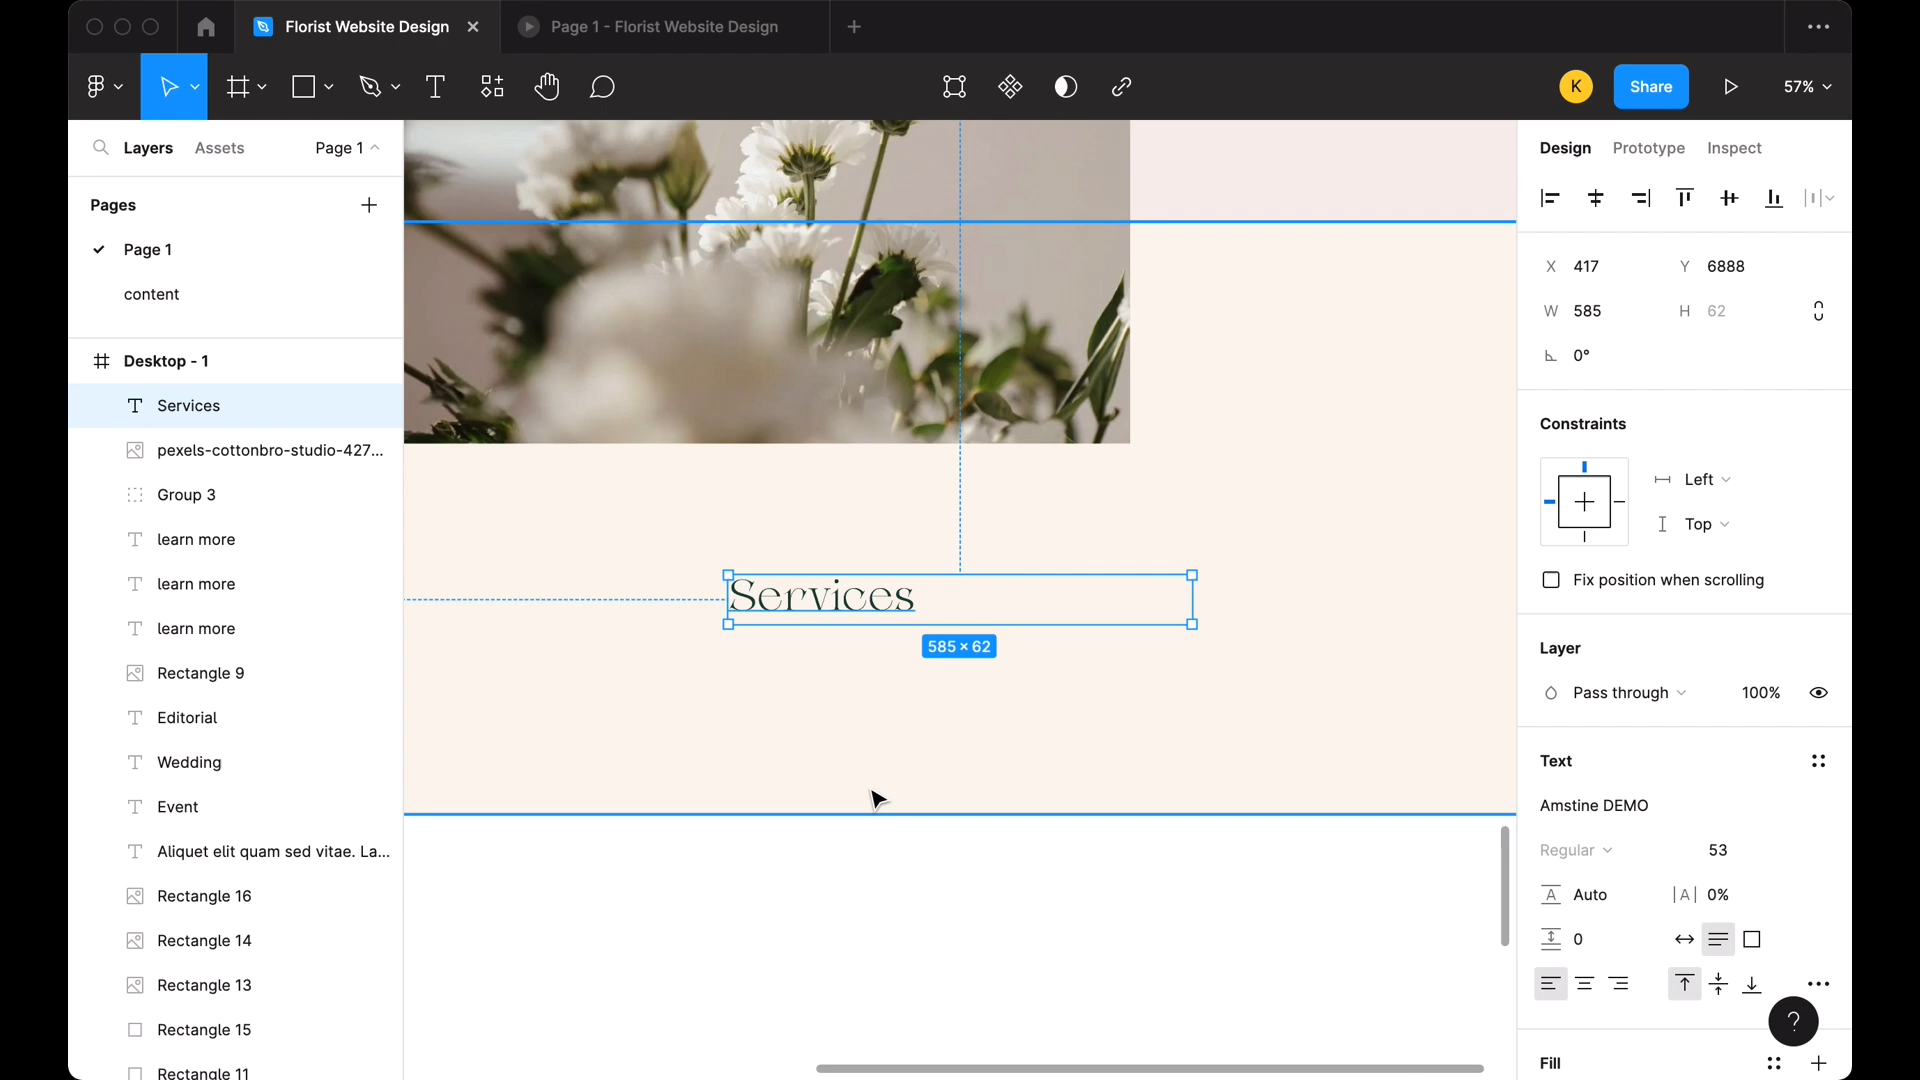 Florist Website Design
Page 1 - Florist Website Design
K
Share
57%
Layers
Assets
Page 1
Pages
Page 1
content
Desktop - 1
Services
pexels-cottonbro-studio-427...
Group 3
learn more
learn more
learn more
Rectangle 9
Editorial
Wedding
Event
Aliquet elit quam sed vitae. La...
Rectangle 16
Rectangle 14
Rectangle 13
Rectangle 15
Rectangle 11
Services
585 × 62
Design
Prototype
Inspect
X 417
Y 6888
W 585
H 62
0°
Constraints
Left
Top
Fix position when scrolling
Layer
Pass through
100%
Text
Amstine DEMO
Regular
53
A Auto
|A| 0%
0
?
Fill